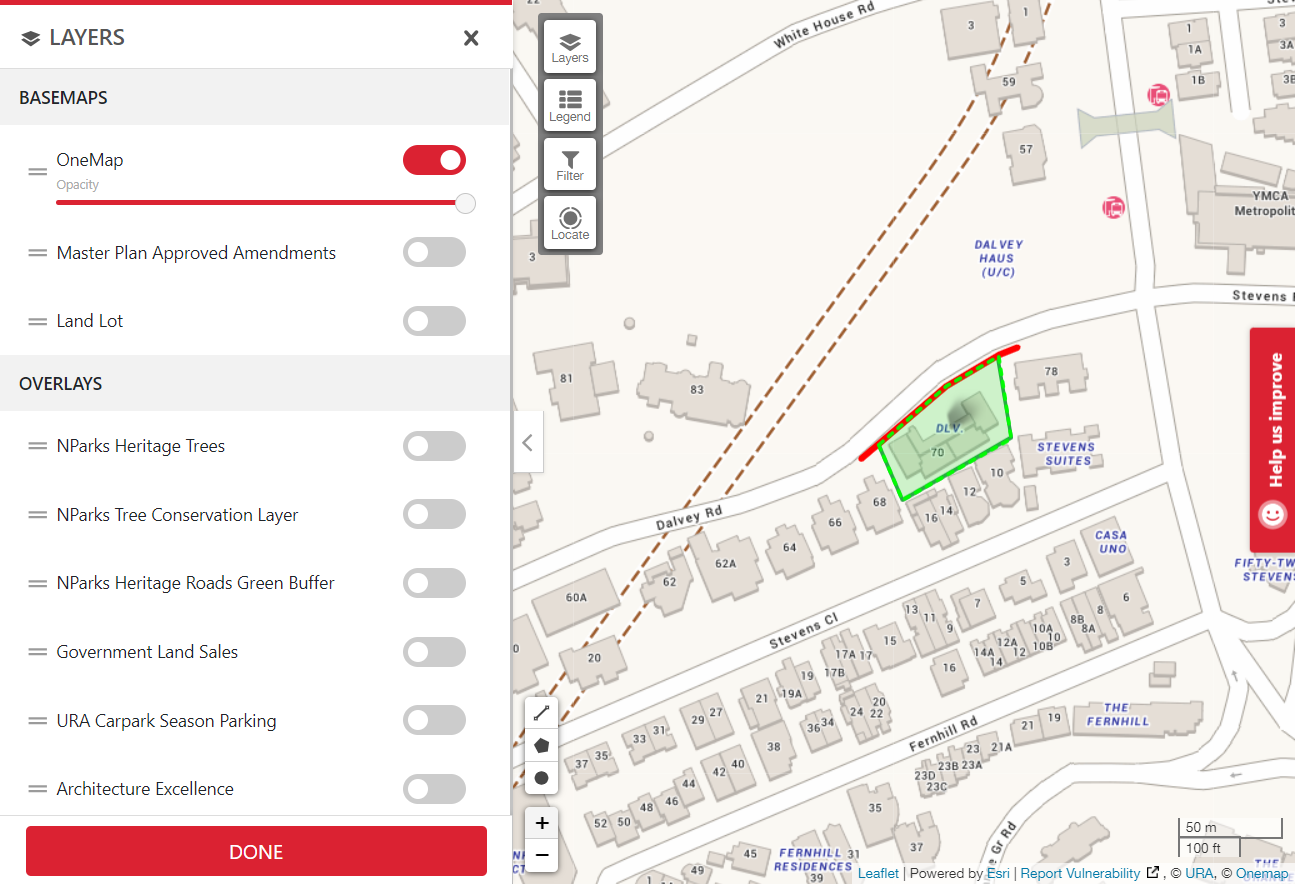 LAYERS
BASEMAPS
OneMap
Opacity
Master Plan Approved Amendments
Land Lot
OVERLAYS
NParks Heritage Trees
NParks Tree Conservation Layer
NParks Heritage Roads Green Buffer
Government Land Sales
URA Carpark Season Parking
Architecture Excellence
DONE
Layers
Legend
Filter
Locate
White House Rd
3
1
59
57
1
1A
1B
3
3A
YMCA
Metropolit
DALVEY
HAUS
(U/C)
Stevens
3
81
83
78
DLV.
70
STEVENS
SUITES
10
12
14
16
68
66
64
62A
62
60A
Dalvey Rd
20
Stevens Cl
CASA
UNO
3
5
7
6
8
8B
8A
13
11
9
10A
10
10B
12A
12
14A
14
15
16
17A
17
17B
19
19A
21
20
22
24
27
29
31
33
34
36
35
37
38
40
42
44
46
48
50
52
Fernhill Rd
THE
FERNHILL
19
21
21A
23
23A
23B
23C
23D
35
37
FERNHILL
RESIDENCES
31
39
45
49
1
Help us improve
+
−
50 m
100 ft
Leaflet | Powered by Esri | Report Vulnerability , © URA, © Onemap